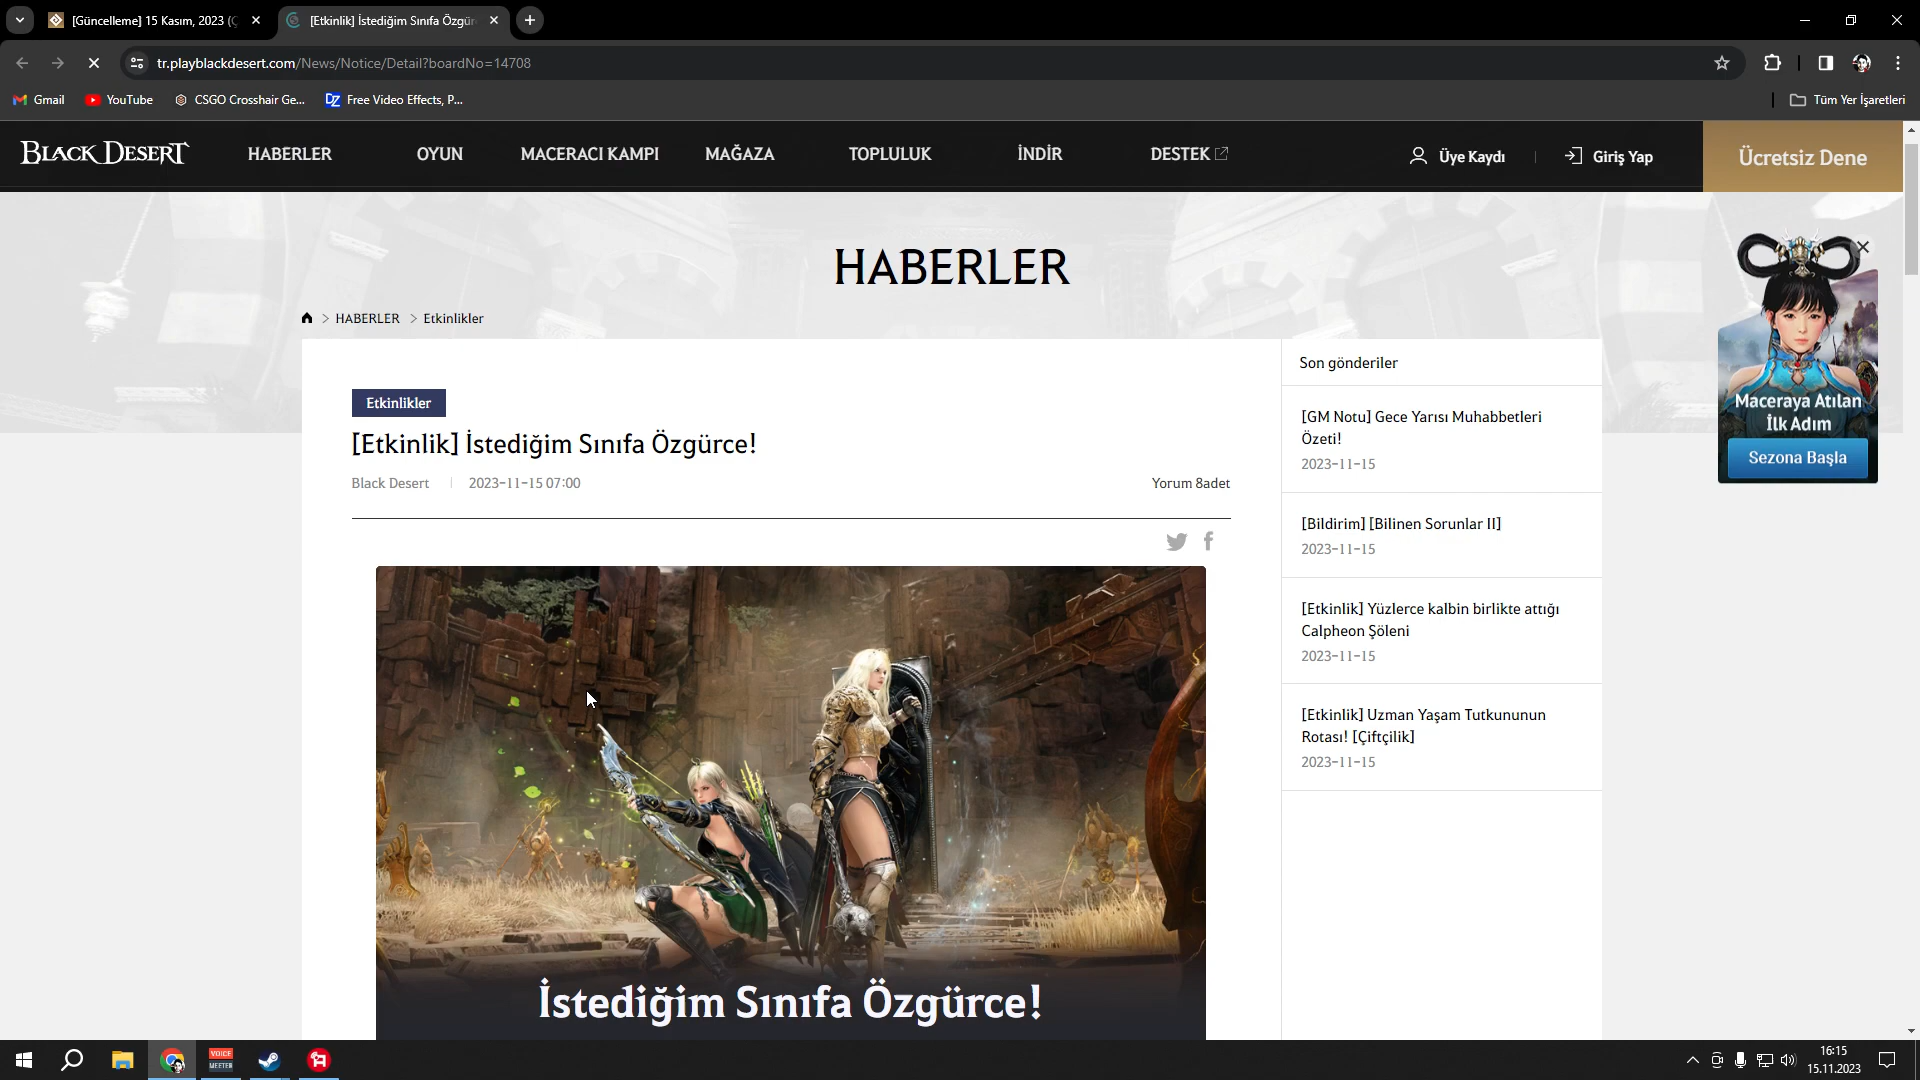 [Güncelleme] 15 Kasım, 2023 (Ç
[Etkinlik] İstediğim Sınıfa Özgür
tr.playblackdesert.com/News/Notice/Detail?boardNo=14708
Gmail
YouTube
CSGO Crosshair Ge...
DZ
Free Video Effects, P...
Tüm Yer İşaretleri
BLACK DESERT
HABERLER
OYUN
MACERACI KAMPI
MAĞAZA
TOPLULUK
İNDİR
DESTEK
Üye Kaydı
Giriş Yap
Ücretsiz Dene
HABERLER
HABERLER > Etkinlikler
Etkinlikler
[Etkinlik] İstediğim Sınıfa Özgürce!
Black Desert
2023-11-15 07:00
Yorum 8adet
İstediğim Sınıfa Özgürce!
Son gönderiler
[GM Notu] Gece Yarısı Muhabbetleri
Özeti!
2023-11-15
[Bildirim] [Bilinen Sorunlar II]
2023-11-15
[Etkinlik] Yüzlerce kalbin birlikte attığı
Calpheon Şöleni
2023-11-15
[Etkinlik] Uzman Yaşam Tutkununun
Rotası! [Çiftçilik]
2023-11-15
Maceraya Atılan
İlk Adım
Sezona Başla
VOICE
MEETER
16:15
15.11.2023